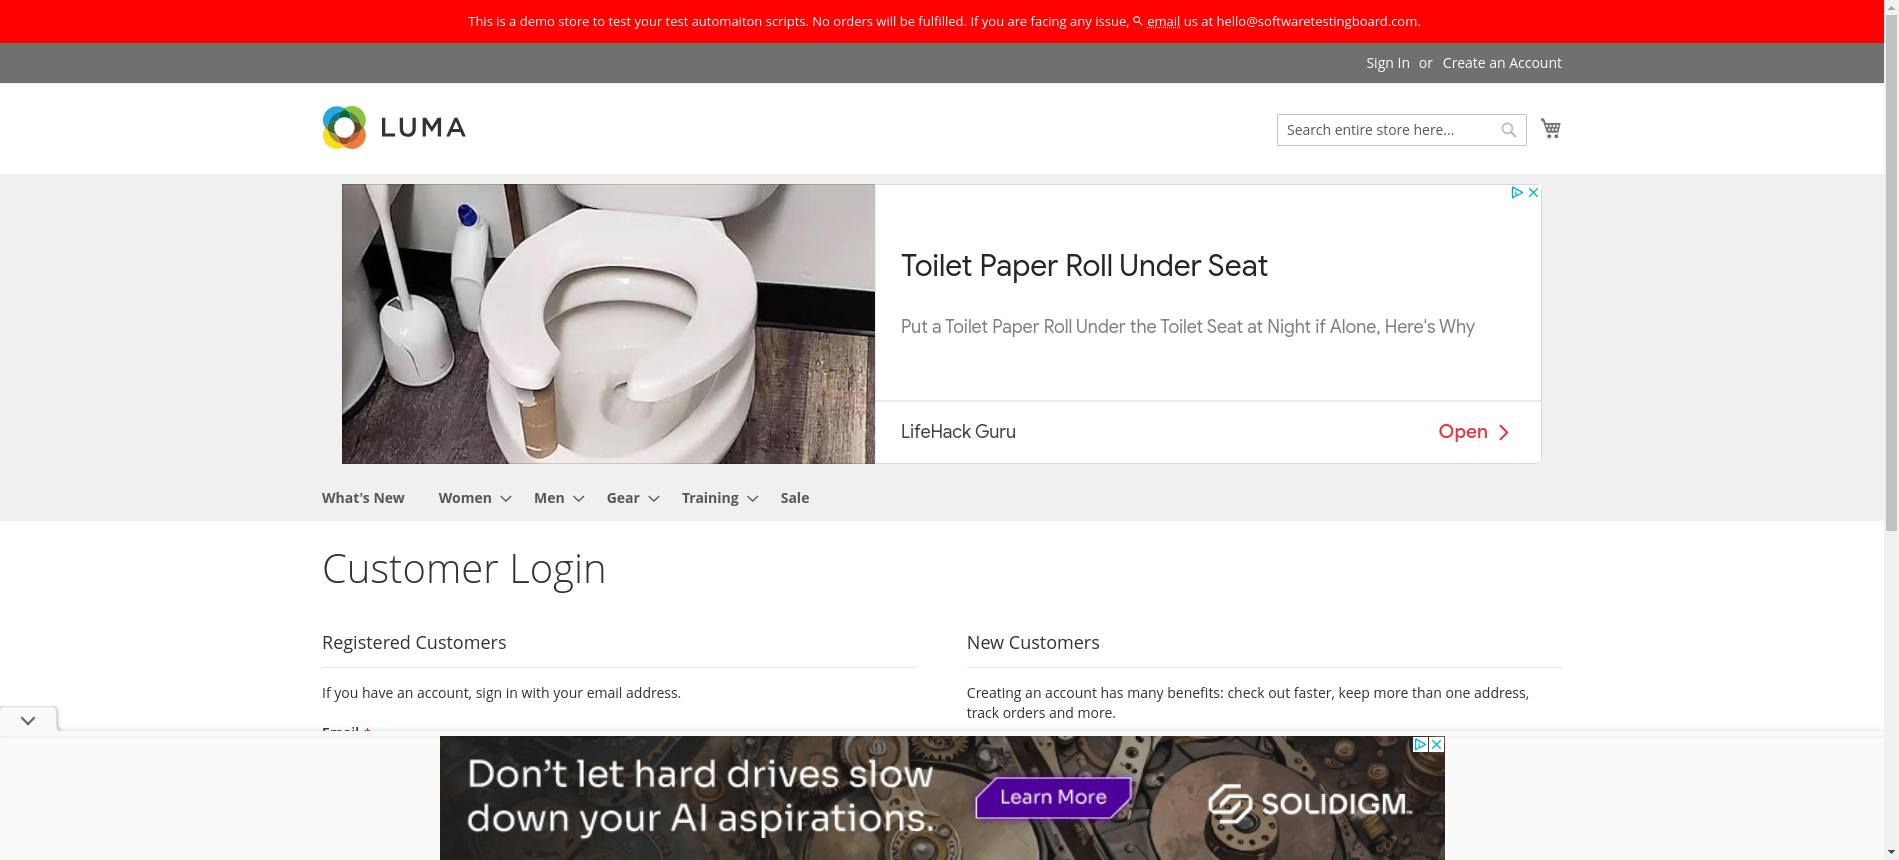 This is a demo store to test your test automaiton scripts. No orders will be fulfilled. If you are facing any issue, email us at hello@softwaretestingboard.com.
Sign In or Create an Account
LUMA
Search entire store here...
Toilet Paper Roll Under Seat
Put a Toilet Paper Roll Under the Toilet Seat at Night if Alone, Here's Why
LifeHack Guru
Open
What's New Women Men Gear Training Sale
Customer Login
Registered Customers
If you have an account, sign in with your email address.
Email *
New Customers
Creating an account has many benefits: check out faster, keep more than one address,
track orders and more.
Don't let hard drives slow
down your AI aspirations.
Learn More
SOLIDIGM